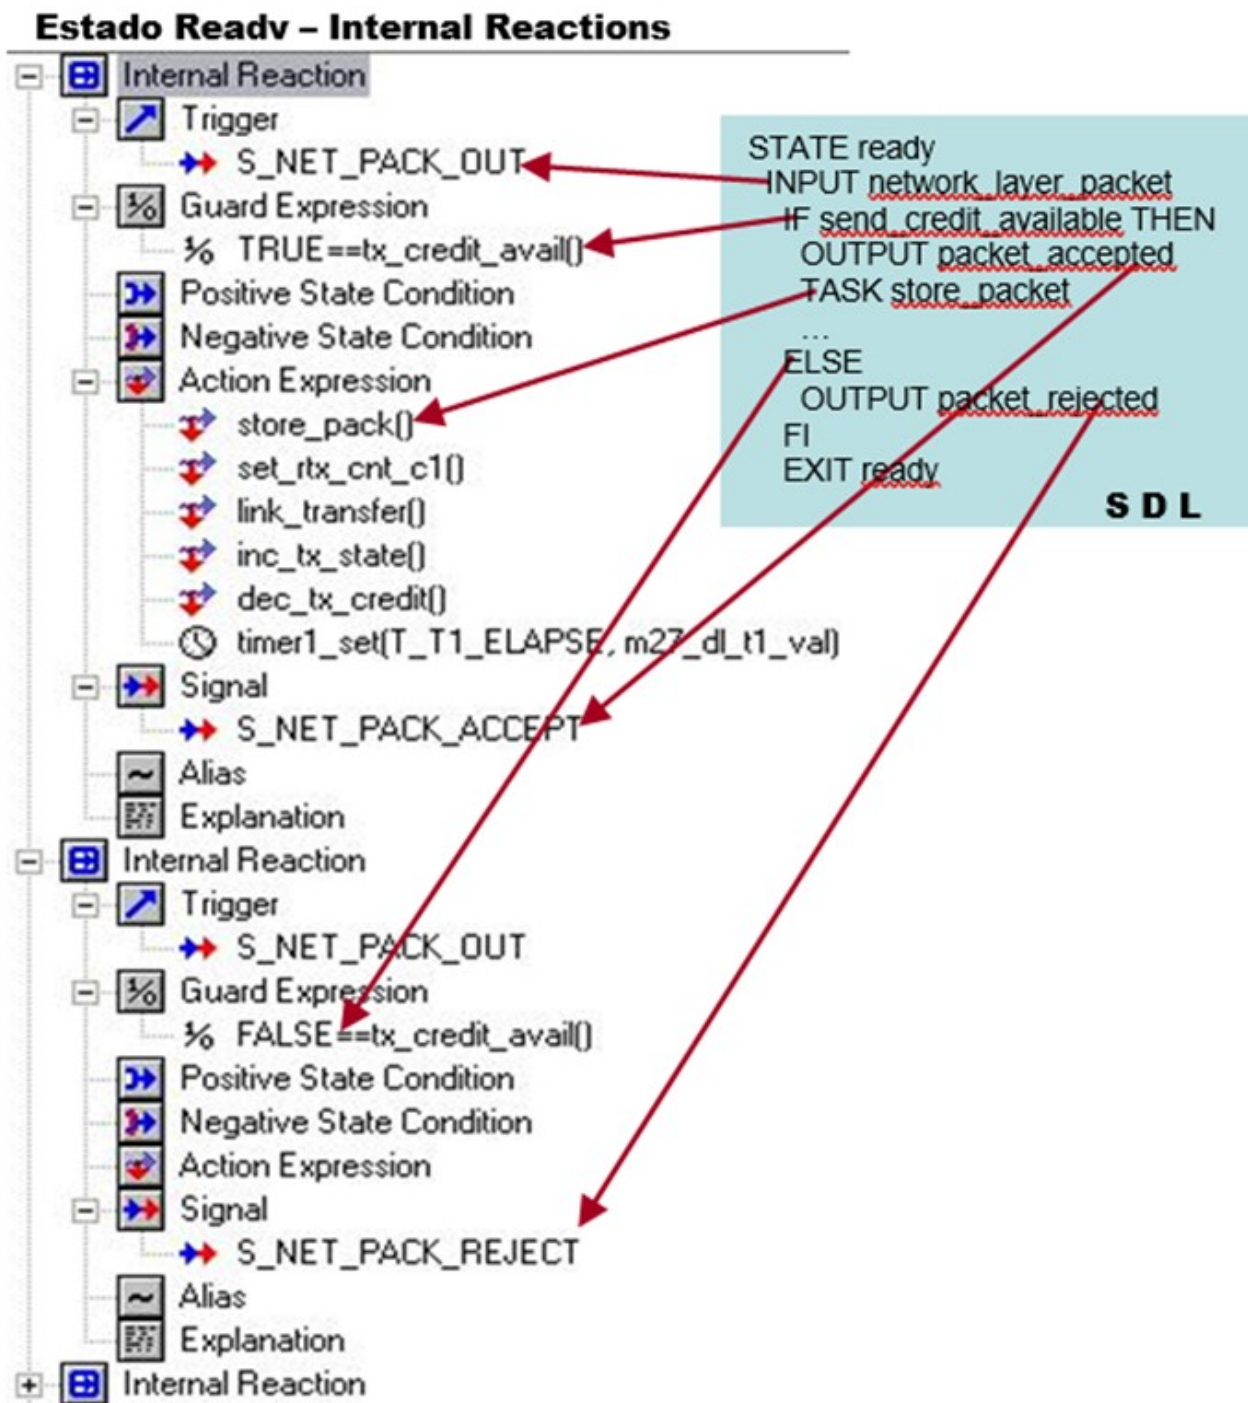 Estado Readv – Internal Reactions
Internal Reaction
Trigger
S_NET_PACK_OUT
Guard Expression
TRUE==tx_credit_avail()
Positive State Condition
Negative State Condition
Action Expression
store_pack()
set_rtx_cnt_c1()
link_transfer()
inc_tx_state()
dec_tx_credit()
timer1_set(T_T1_ELAPSE, m27_dl_t1_val)
Signal
S_NET_PACK_ACCEPT
Alias
Explanation
Internal Reaction
Trigger
S_NET_PACK_OUT
Guard Expression
FALSE==tx_credit_avail()
Positive State Condition
Negative State Condition
Action Expression
Signal
S_NET_PACK_REJECT
Alias
Explanation
Internal Reaction
STATE ready
INPUT network_layer_packet
IF send_credit_available THEN
OUTPUT packet_accepted
TASK store_packet
...
ELSE
OUTPUT packet_rejected
FI
EXIT ready
S D L